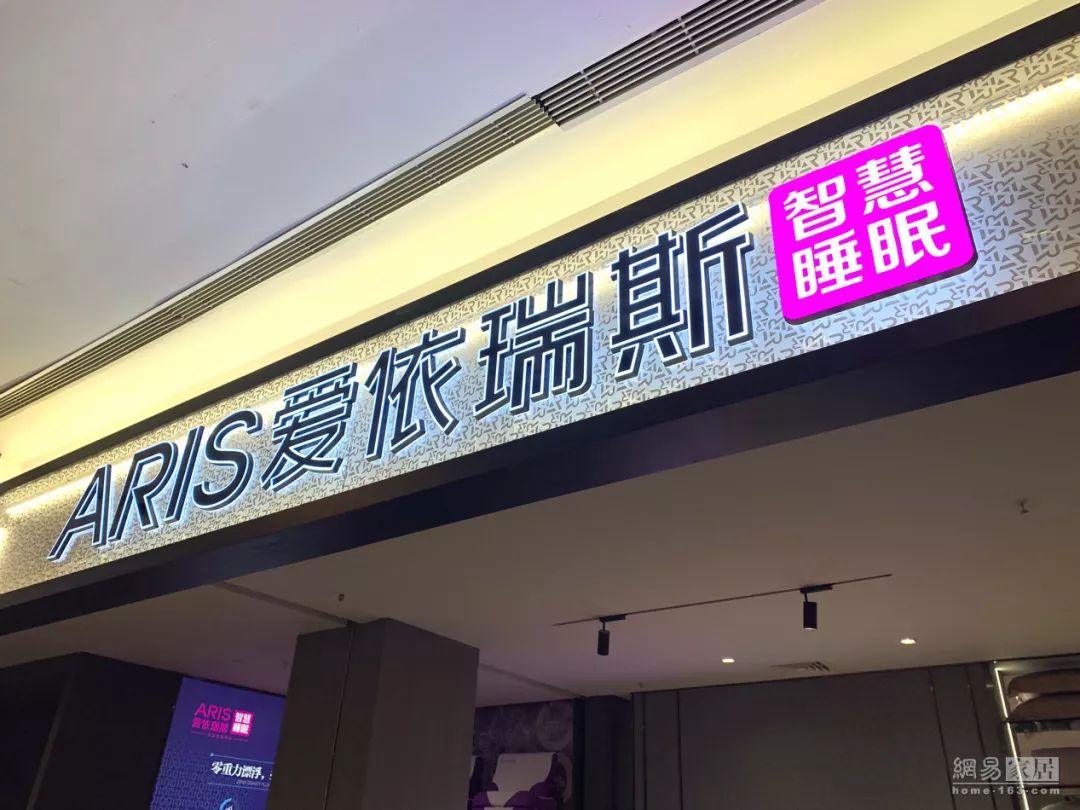 ARIS爱依瑞斯
智慧
睡眠
ARIS
爱依瑞斯
智慧
睡眠
零重力漂浮,
網易家居
home·163.com